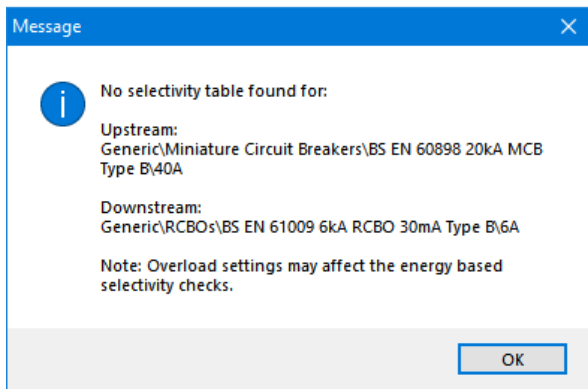 Message
No selectivity table found for:
Upstream:
Generic\Miniature Circuit Breakers\BS EN 60898 20kA MCB
Type B\40A
Downstream:
Generic\RCBOs\BS EN 61009 6kA RCBO 30mA Type B\6A
Note: Overload settings may affect the energy based
selectivity checks.
OK